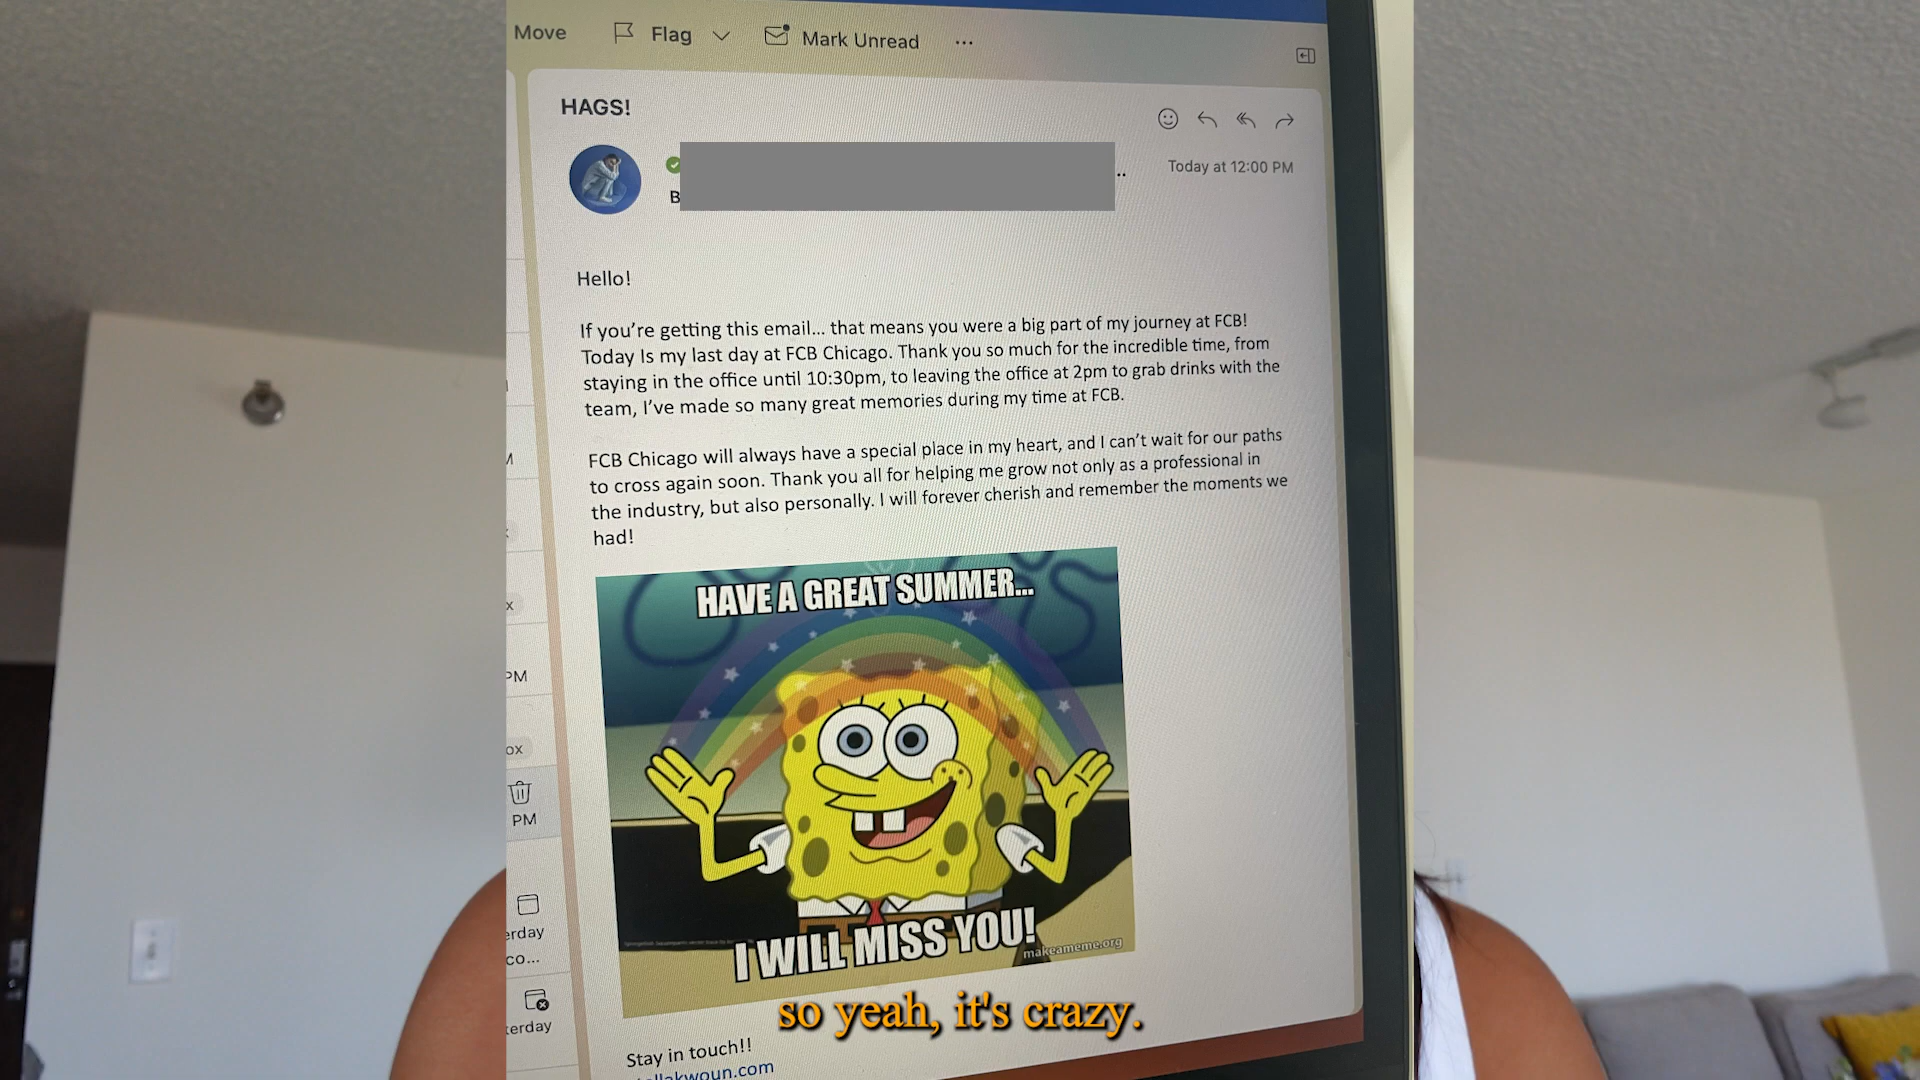 Move
Flag
Mark Unread
HAGS!
Today at 12:00 PM
B
Hello!
If you're getting this email... that means you were a big part of my journey at FCB!
Today Is my last day at FCB Chicago. Thank you so much for the incredible time, from
staying in the office until 10:30pm, to leaving the office at 2pm to grab drinks with the
team, I've made so many great memories during my time at FCB.
FCB Chicago will always have a special place in my heart, and I can't wait for our paths
to cross again soon. Thank you all for helping me grow not only as a professional in
the industry, but also personally. I will forever cherish and remember the moments we
had!
HAVE A GREAT SUMMER...
I WILL MISS YOU!
makeameme.org
PM
ox
PM
erday
co...
terday
so yeah, it's crazy.
Stay in touch!!